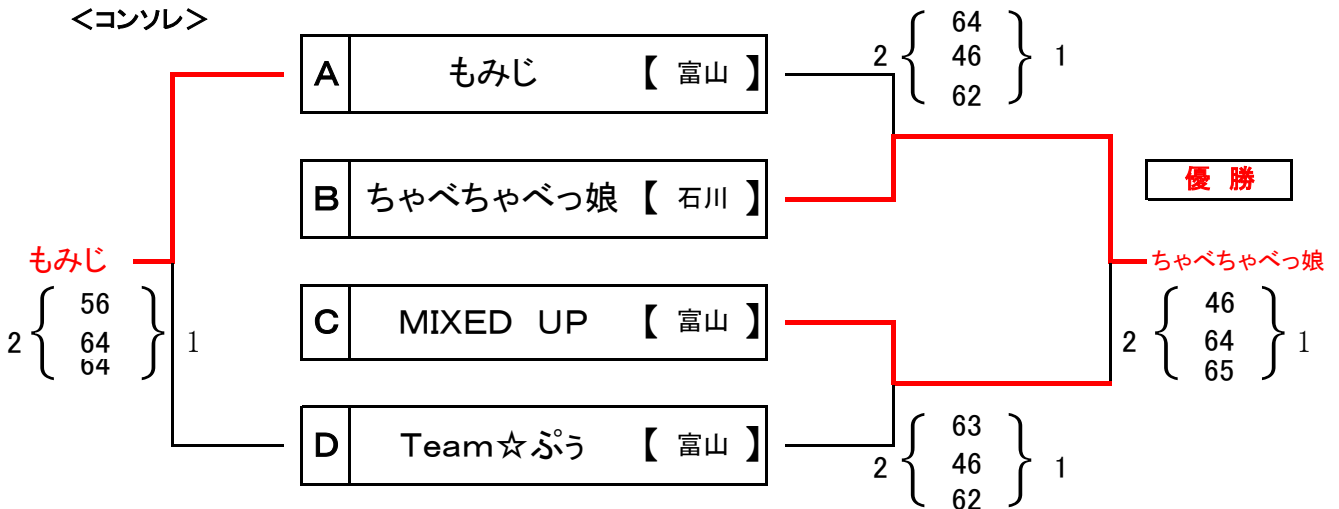 ＜コンソレ＞
64
2 46 1
62
A もみじ 【 富山 】
B ちゃべちゃべっ娘 【 石川 】
優 勝
もみじ
ちゃべちゃべっ娘
56
2 64 1
64
C MIXED UP 【 富山 】
46
2 64 1
65
D Team☆ぷぅ 【 富山 】
63
2 46 1
62